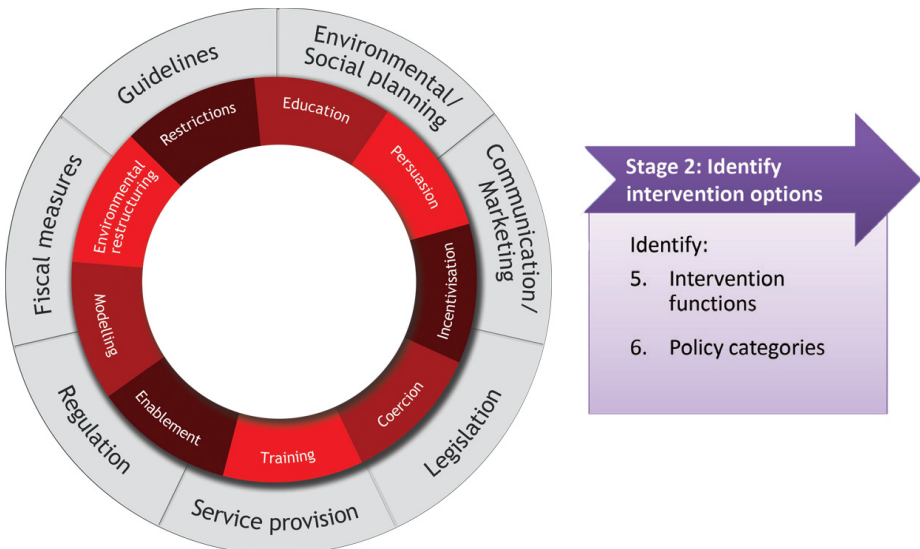 Guidelines
Environmental/
Social planning
Communication/
Marketing
Legislation
Service provision
Regulation
Fiscal measures
Restrictions
Education
Persuasion
Incentivisation
Coercion
Training
Enablement
Modelling
Environmental
restructuring
Stage 2: Identify
intervention options
Identify:
5. Intervention
functions
6. Policy categories